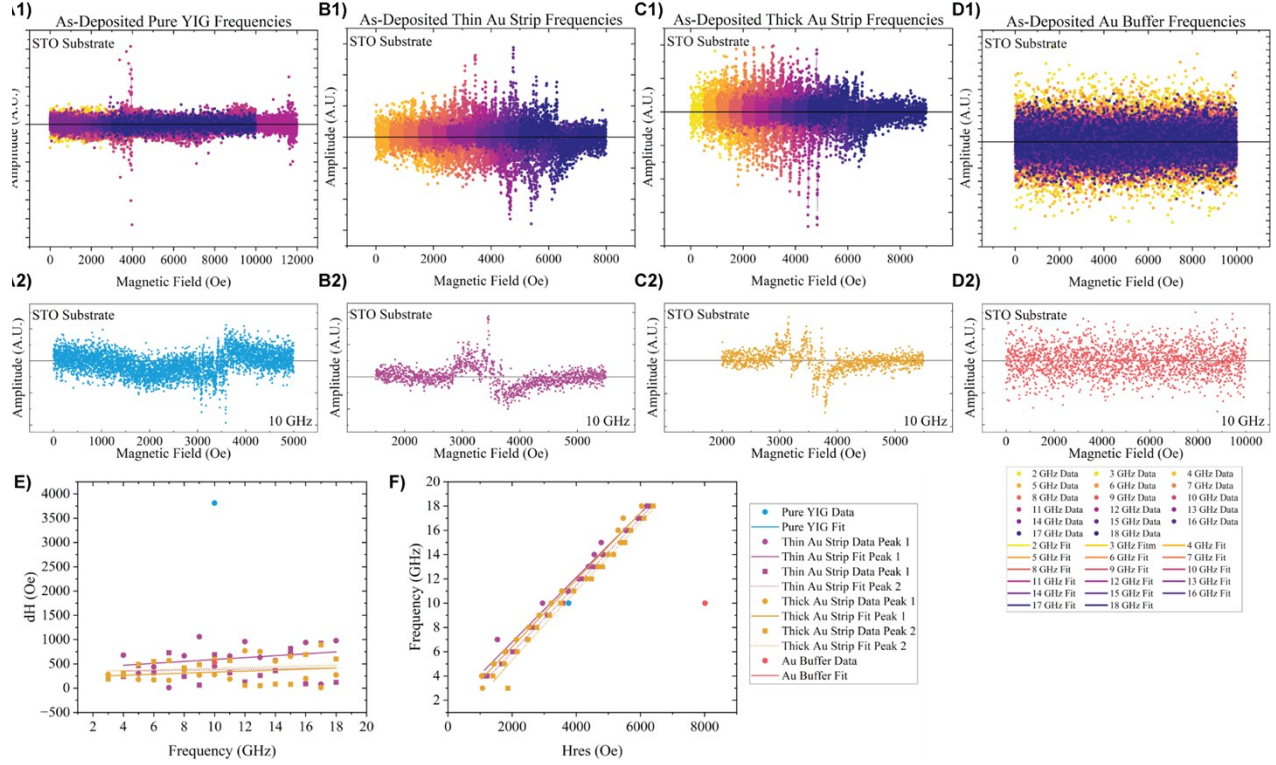 A1) As-Deposited Pure YIG Frequencies
STO Substrate
Amplitude (A.U.)
0 2000 4000 6000 8000 10000 12000
Magnetic Field (Oe)
B1) As-Deposited Thin Au Strip Frequencies
STO Substrate
Amplitude (A.U.)
0 2000 4000 6000 8000
Magnetic Field (Oe)
C1) As-Deposited Thick Au Strip Frequencies
STO Substrate
Amplitude (A.U.)
0 2000 4000 6000 8000
Magnetic Field (Oe)
D1) As-Deposited Au Buffer Frequencies
STO Substrate
Amplitude (A.U.)
0 2000 4000 6000 8000 10000
Magnetic Field (Oe)
A2)
STO Substrate
Amplitude (A.U.)
10 GHz
0 1000 2000 3000 4000 5000
Magnetic Field (Oe)
B2)
STO Substrate
Amplitude (A.U.)
10 GHz
2000 3000 4000 5000
Magnetic Field (Oe)
C2)
STO Substrate
Amplitude (A.U.)
10 GHz
2000 3000 4000 5000
Magnetic Field (Oe)
D2)
STO Substrate
Amplitude (A.U.)
10 GHz
0 2000 4000 6000 8000 10000
Magnetic Field (Oe)
E)
dH (Oe)
4000
3500
3000
2500
2000
1500
1000
500
0
−500
2 4 6 8 10 12 14 16 18 20
Frequency (GHz)
F)
Frequency (GHz)
20
18
16
14
12
10
8
6
4
2
0 2000 4000 6000 8000
Hres (Oe)
Pure YIG Data
Pure YIG Fit
Thin Au Strip Data Peak 1
Thin Au Strip Fit Peak 1
Thin Au Strip Data Peak 1
Thin Au Strip Fit Peak 2
Thick Au Strip Data Peak 1
Thick Au Strip Fit Peak 1
Thick Au Strip Data Peak 2
Thick Au Strip Fit Peak 2
Au Buffer Data
Au Buffer Fit
2 GHz Data 3 GHz Data 4 GHz Data
5 GHz Data 6 GHz Data 7 GHz Data
8 GHz Data 9 GHz Data 10 GHz Data
11 GHz Data 12 GHz Data 13 GHz Data
14 GHz Data 15 GHz Data 16 GHz Data
17 GHz Data 18 GHz Data
2 GHz Fit 3 GHz Fitm 4 GHz Fit
5 GHz Fit 6 GHz Fit 7 GHz Fit
8 GHz Fit 9 GHz Fit 10 GHz Fit
11 GHz Fit 12 GHz Fit 13 GHz Fit
14 GHz Fit 15 GHz Fit 16 GHz Fit
17 GHz Fit 18 GHz Fit